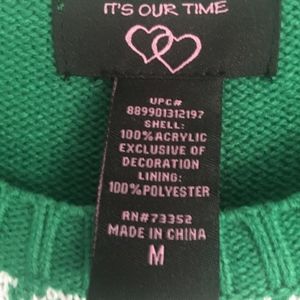 IT'S OUR TIME
UPC#
889901312197
SHELL:
100% ACRYLIC
EXCLUSIVE OF
DECORATION
LINING:
100% POLYESTER
RN#73352
MADE IN CHINA
M